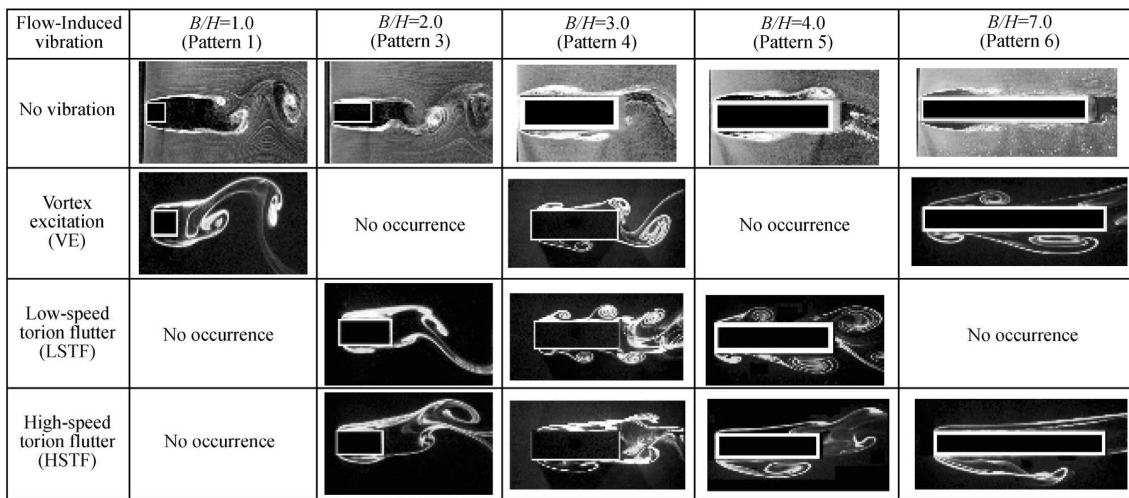 Flow-Induced
vibration
B/H=1.0
(Pattern 1)
B/H=2.0
(Pattern 3)
B/H=3.0
(Pattern 4)
B/H=4.0
(Pattern 5)
B/H=7.0
(Pattern 6)
No vibration
Vortex
excitation
(VE)
No occurrence
No occurrence
Low-speed
torion flutter
(LSTF)
No occurrence
No occurrence
High-speed
torion flutter
(HSTF)
No occurrence